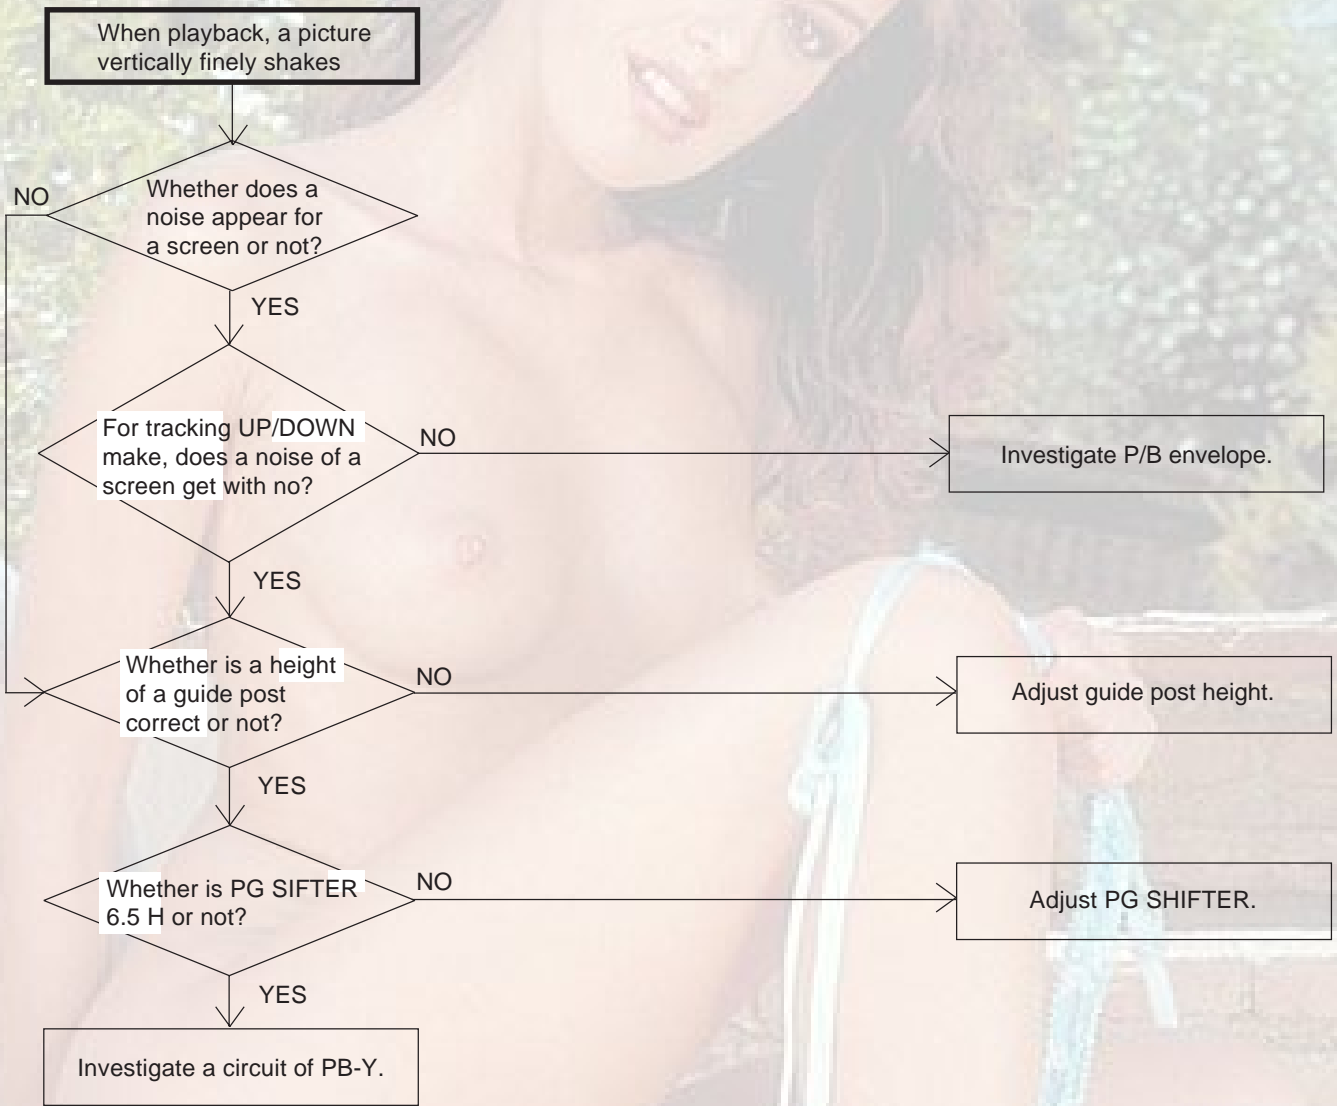 When playback, a picture
vertically finely shakes
NO
Whether does a
noise appear for
a screen or not?
YES
For tracking UP/DOWN
make, does a noise of a
screen get with no?
NO
Investigate P/B envelope.
YES
Whether is a height
of a guide post
correct or not?
NO
Adjust guide post height.
YES
Whether is PG SIFTER
6.5 H or not?
NO
Adjust PG SHIFTER.
YES
Investigate a circuit of PB-Y.